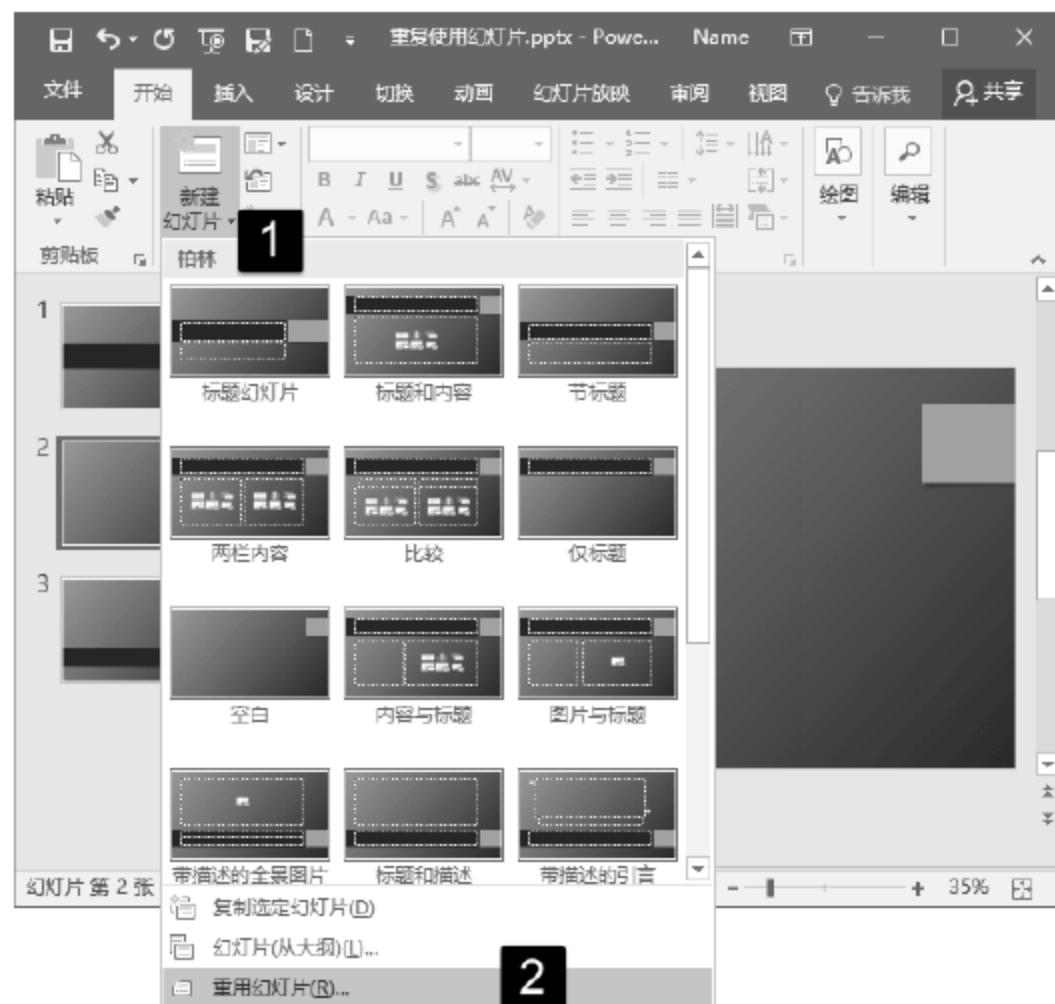 重复使用幻灯片.pptx - Powe... Name
文件 开始 插入 设计 切换 动画 幻灯片放映 审阅 视图 告诉我 共享
粘贴 新建 幻灯片 B I U S abc AV A Aa A A 绘图 编辑
剪贴板
1
柏林
1
标题幻灯片 标题和内容 节标题
2
两栏内容 比较 仅标题
3
空白 内容与标题 图片与标题
带描述的全景图片 标题和描述 带描述的引言
幻灯片 第 2 张 35%
复制选定幻灯片(D)
幻灯片(从大纲)(L)...
重用幻灯片(R)...
2